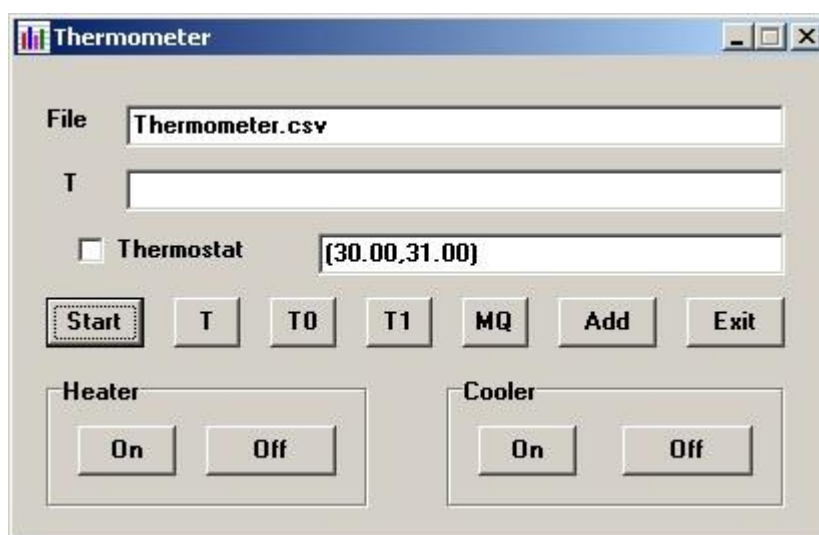 Thermometer
File Thermometer.csv
T
Thermostat (30.00,31.00)
Start T T0 T1 MQ Add Exit
Heater Cooler
On Off On Off